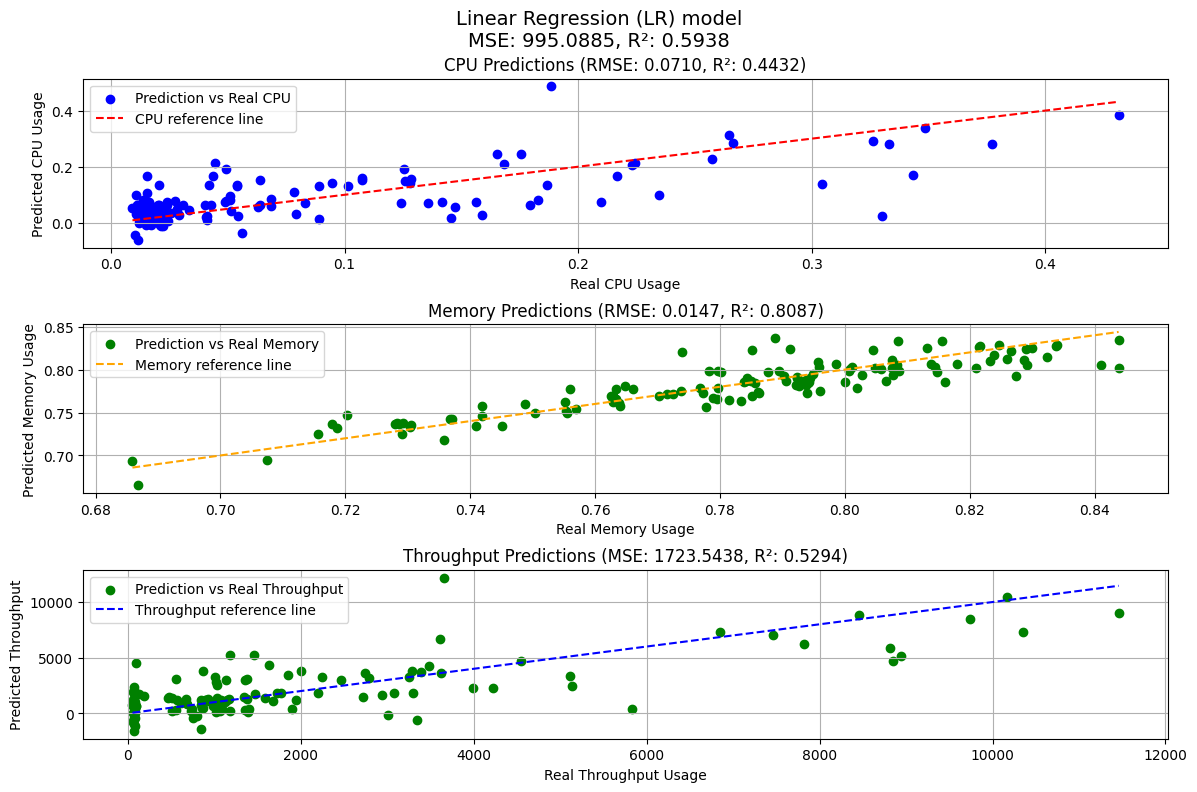 Linear Regression (LR) model
MSE: 995.0885, R²: 0.5938
CPU Predictions (RMSE: 0.0710, R²: 0.4432)
Prediction vs Real CPU
CPU reference line
Predicted CPU Usage
0.4
0.2
0.0
0.0 0.1 0.2 0.3 0.4
Real CPU Usage
Memory Predictions (RMSE: 0.0147, R²: 0.8087)
Prediction vs Real Memory
Memory reference line
Predicted Memory Usage
0.85
0.80
0.75
0.70
0.68 0.70 0.72 0.74 0.76 0.78 0.80 0.82 0.84
Real Memory Usage
Throughput Predictions (MSE: 1723.5438, R²: 0.5294)
Prediction vs Real Throughput
Throughput reference line
Predicted Throughput
10000
5000
0
0 2000 4000 6000 8000 10000 12000
Real Throughput Usage